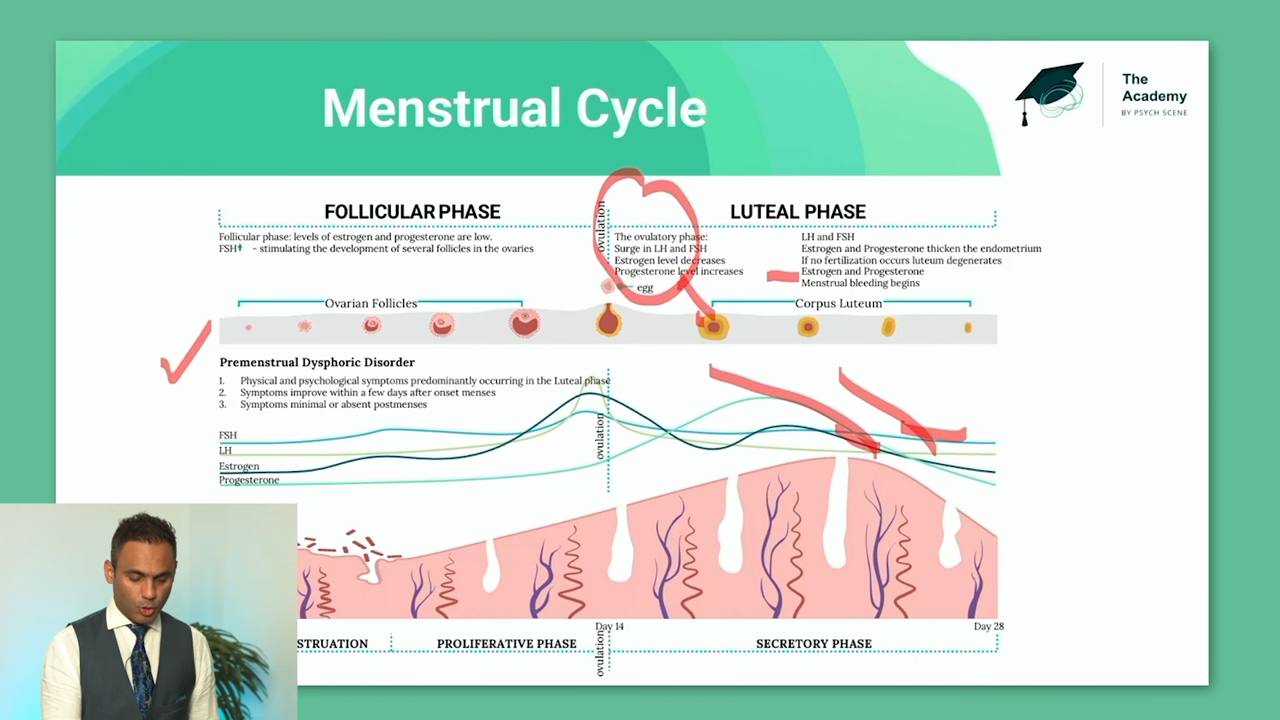 Menstrual Cycle
The
Academy
BY PSYCH SCENE
FOLLICULAR PHASE
ovulation
LUTEAL PHASE
Follicular phase: levels of estrogen and progesterone are low.
FSH - stimulating the development of several follicles in the ovaries
The ovulatory phase:
Surge in LH and FSH
Estrogen level decreases
Progesterone level increases
LH and FSH
Estrogen and Progesterone thicken the endometrium
If no fertilization occurs luteum degenerates
Estrogen and Progesterone
Menstrual bleeding begins
egg
Ovarian Follicles
Corpus Luteum
Premenstrual Dysphoric Disorder
1. Physical and psychological symptoms predominantly occurring in the Luteal phase
2. Symptoms improve within a few days after onset menses
3. Symptoms minimal or absent postmenses
ovulation
FSH
LH
Estrogen
Progesterone
Day 14
Day 28
STRUATION
PROLIFERATIVE PHASE
ovulation
SECRETORY PHASE